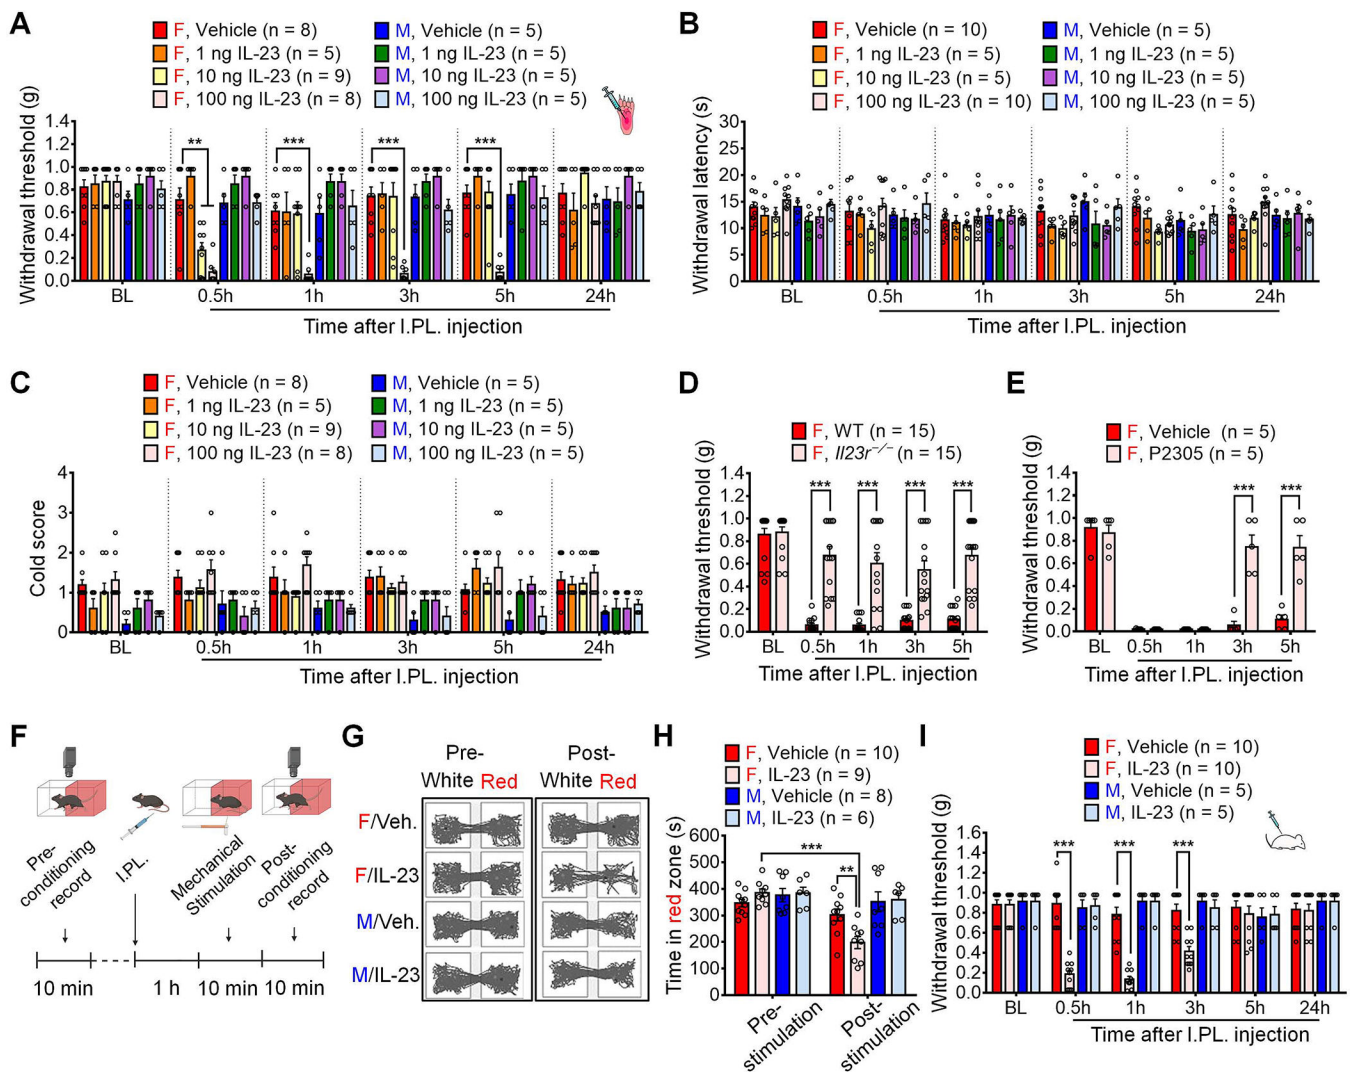 A
F, Vehicle (n = 8)
F, 1 ng IL-23 (n = 5)
F, 10 ng IL-23 (n = 9)
F, 100 ng IL-23 (n = 8)
M, Vehicle (n = 5)
M, 1 ng IL-23 (n = 5)
M, 10 ng IL-23 (n = 5)
M, 100 ng IL-23 (n = 5)
Withdrawal threshold (g)
1.4
1.2
1.0
0.8
0.6
0.4
0.2
0.0
** *** *** ***
BL 0.5h 1h 3h 5h 24h
Time after I.PL. injection
B
F, Vehicle (n = 10)
F, 1 ng IL-23 (n = 5)
F, 10 ng IL-23 (n = 5)
F, 100 ng IL-23 (n = 10)
M, Vehicle (n = 5)
M, 1 ng IL-23 (n = 5)
M, 10 ng IL-23 (n = 5)
M, 100 ng IL-23 (n = 5)
Withdrawal latency (s)
30
25
20
15
10
5
0
BL 0.5h 1h 3h 5h 24h
Time after I.PL. injection
C
F, Vehicle (n = 8)
F, 1 ng IL-23 (n = 5)
F, 10 ng IL-23 (n = 9)
F, 100 ng IL-23 (n = 8)
M, Vehicle (n = 5)
M, 1 ng IL-23 (n = 5)
M, 10 ng IL-23 (n = 5)
M, 100 ng IL-23 (n = 5)
Cold score
4
3
2
1
0
BL 0.5h 1h 3h 5h 24h
Time after I.PL. injection
D
F, WT (n = 15)
F, Il23r⁻/⁻ (n = 15)
Withdrawal threshold (g)
1.4
1.2
1.0
0.8
0.6
0.4
0.2
0.0
*** *** *** ***
BL 0.5h 1h 3h 5h
Time after I.PL. injection
E
F, Vehicle (n = 5)
F, P2305 (n = 5)
Withdrawal threshold (g)
1.4
1.2
1.0
0.8
0.6
0.4
0.2
0.0
*** ***
BL 0.5h 1h 3h 5h
Time after I.PL. injection
F
Pre-
conditioning
record
I.PL.
Mechanical
Stimulation
Post-
conditioning
record
10 min 1 h 10 min 10 min
G
Pre-
White Red
Post-
White Red
F/Veh.
F/IL-23
M/Veh.
M/IL-23
H
F, Vehicle (n = 10)
F, IL-23 (n = 9)
M, Vehicle (n = 8)
M, IL-23 (n = 6)
Time in red zone (s)
600
500
400
300
200
100
0
***
**
Pre-
stimulation
Post-
stimulation
I
F, Vehicle (n = 10)
F, IL-23 (n = 10)
M, Vehicle (n = 5)
M, IL-23 (n = 5)
Withdrawal threshold (g)
1.6
1.4
1.2
1.0
0.8
0.6
0.4
0.2
0.0
*** *** ***
BL 0.5h 1h 3h 5h 24h
Time after I.PL. injection